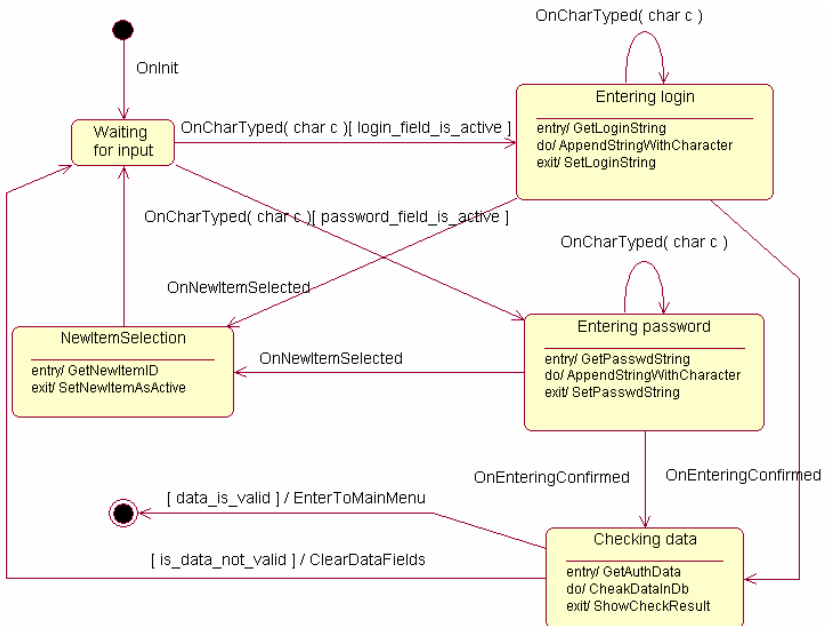 OnCharTyped( char c )
OnInit
Entering login
entry/ GetLoginString
do/ AppendStringWithCharacter
exit/ SetLoginString
Waiting
for input
OnCharTyped( char c )[ login_field_is_active ]
OnCharTyped( char c )[ password_field_is_active ]
OnCharTyped( char c )
OnNewItemSelected
NewItemSelection
entry/ GetNewItemID
exit/ SetNewItemAsActive
OnNewItemSelected
Entering password
entry/ GetPasswdString
do/ AppendStringWithCharacter
exit/ SetPasswdString
OnEnteringConfirmed
OnEnteringConfirmed
[ data_is_valid ] / EnterToMainMenu
[ is_data_not_valid ] / ClearDataFields
Checking data
entry/ GetAuthData
do/ CheakDataInDb
exit/ ShowCheckResult